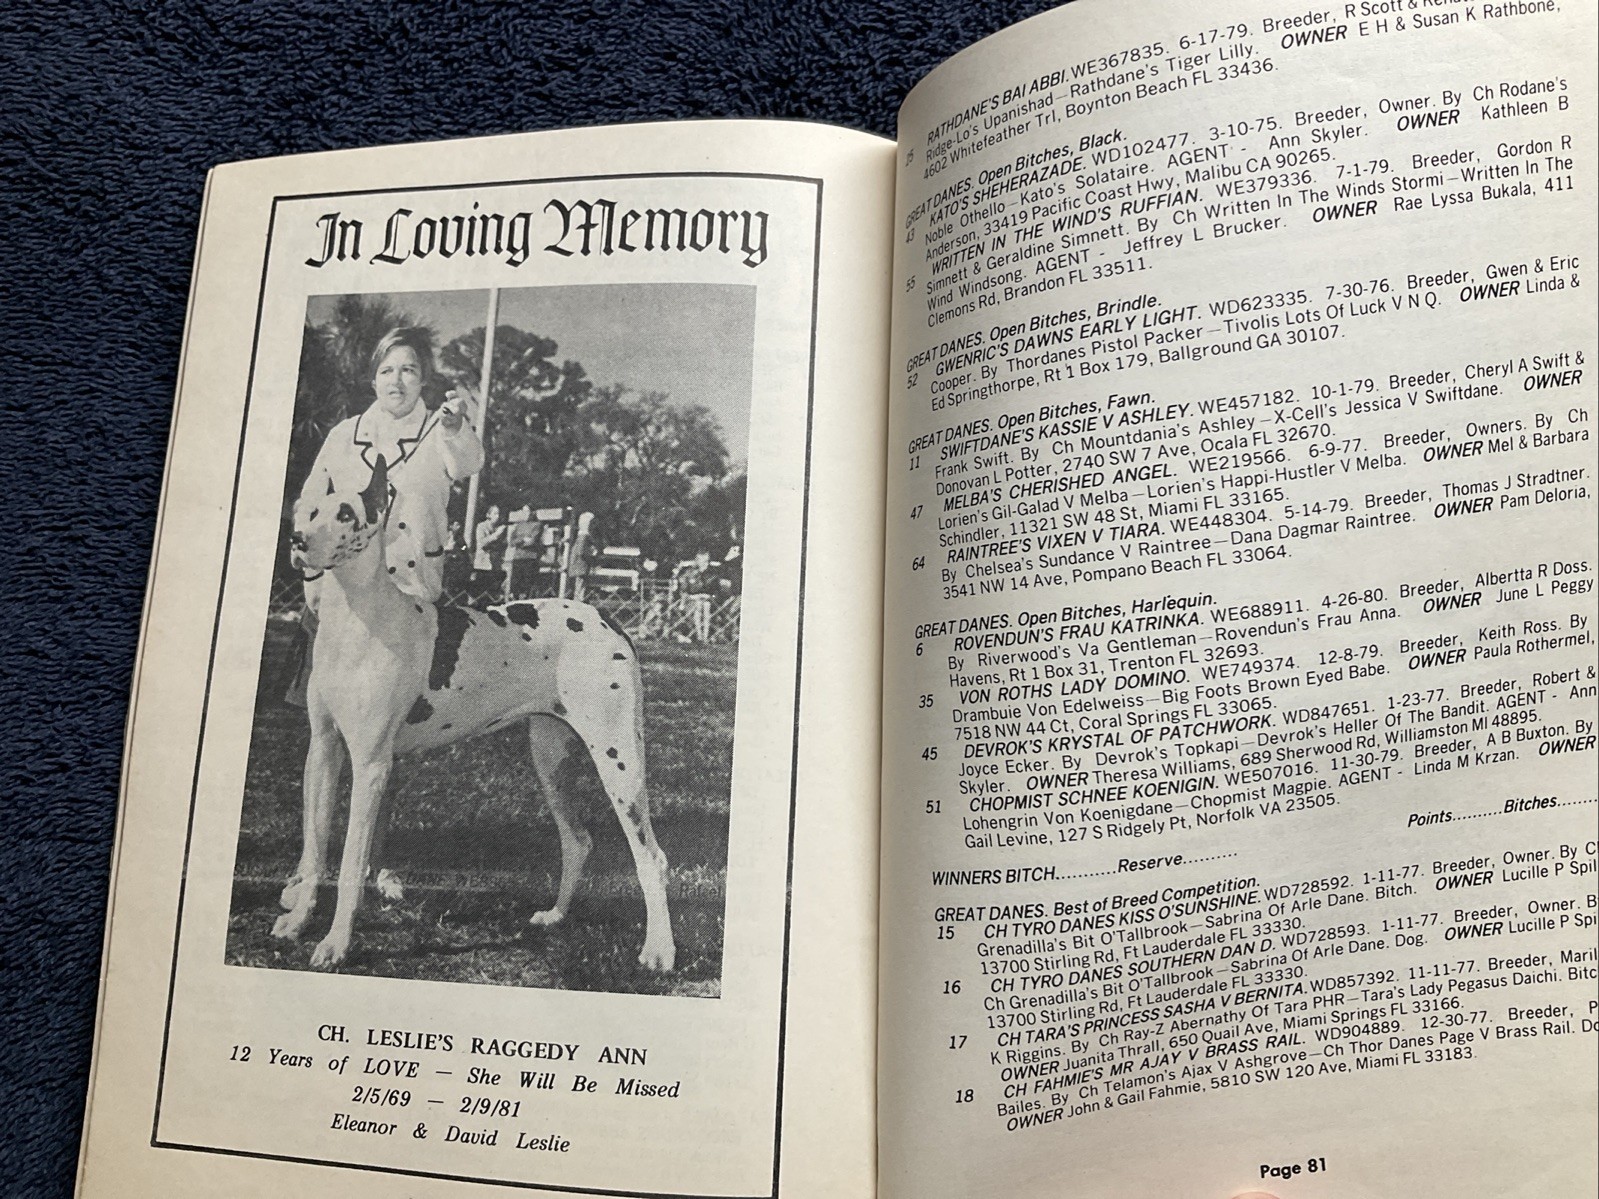 In Loving Memory
CH. LESLIE'S RAGGEDY ANN
12 Years of LOVE — She Will Be Missed
2/5/69 — 2/9/81
Eleanor & David Leslie
RATHDANE'S BAI ABBI. WE367835. 6-17-79. Breeder, R Scott &
Ridge-Lo's Upanishad—Rathdane's Tiger Lilly. OWNER E H & Susan K Rathbone,
4602 Whitefeather Trl, Boynton Beach FL 33436.
GREAT DANES. Open Bitches, Black.
43 KATO'S SHEHERAZADE. WD102477. 3-10-75. Breeder, Owner. By Ch Rodane's
Noble Othello—Kato's Solataire. AGENT - Ann Skyler. OWNER Kathleen B
Anderson, 33419 Pacific Coast Hwy, Malibu CA 90265.
55 WRITTEN IN THE WIND'S RUFFIAN. WE379336. 7-1-79. Breeder, Gordon R
Simnett & Geraldine Simnett. By Ch Written In The Winds Stormi—Written In The
Wind Windsong. AGENT - Jeffrey L Brucker. OWNER Rae Lyssa Bukala, 411
Clemons Rd, Brandon FL 33511.
GREAT DANES. Open Bitches, Brindle.
52 GWENRIC'S DAWNS EARLY LIGHT. WD623335. 7-30-76. Breeder, Gwen & Eric
Cooper. By Thordanes Pistol Packer—Tivolis Lots Of Luck V N Q. OWNER Linda &
Ed Springthorpe, Rt 1 Box 179, Ballground GA 30107.
GREAT DANES. Open Bitches, Fawn.
11 SWIFTDANE'S KASSIE V ASHLEY. WE457182. 10-1-79. Breeder, Cheryl A Swift &
Frank Swift. By Ch Mountdania's Ashley—X-Cell's Jessica V Swiftdane. OWNER
Donovan L Potter, 2740 SW 7 Ave, Ocala FL 32670.
47 MELBA'S CHERISHED ANGEL. WE219566. 6-9-77. Breeder, Owners. By Ch
Lorien's Gil-Galad V Melba—Lorien's Happi-Hustler V Melba. OWNER Mel & Barbara
Schindler, 11321 SW 48 St, Miami FL 33165.
64 RAINTREE'S VIXEN V TIARA. WE448304. 5-14-79. Breeder, Thomas J Stradtner.
By Chelsea's Sundance V Raintree—Dana Dagmar Raintree. OWNER Pam Deloria,
3541 NW 14 Ave, Pompano Beach FL 33064.
GREAT DANES. Open Bitches, Harlequin.
6 ROVENDUN'S FRAU KATRINKA. WE688911. 4-26-80. Breeder, Albertta R Doss.
By Riverwood's Va Gentleman—Rovendun's Frau Anna. OWNER June L Peggy
Havens, Rt 1 Box 31, Trenton FL 32693.
35 VON ROTHS LADY DOMINO. WE749374. 12-8-79. Breeder, Keith Ross. By
Drambuie Von Edelweiss—Big Foots Brown Eyed Babe. OWNER Paula Rothermel,
7518 NW 44 Ct, Coral Springs FL 33065.
45 DEVROK'S KRYSTAL OF PATCHWORK. WD847651. 1-23-77. Breeder, Robert &
Joyce Ecker. By Devrok's Topkapi—Devrok's Heller Of The Bandit. AGENT - Ann
Skyler. OWNER Theresa Williams, 689 Sherwood Rd, Williamston MI 48895.
51 CHOPMIST SCHNEE KOENIGIN. WE507016. 11-30-79. Breeder, A B Buxton. By
Lohengrin Von Koenigdane—Chopmist Magpie. AGENT - Linda M Krzan. OWNER
Gail Levine, 127 S Ridgely Pt, Norfolk VA 23505.
WINNERS BITCH...........Reserve.......... Points..........Bitches.......
GREAT DANES. Best of Breed Competition.
15 CH TYRO DANES KISS O'SUNSHINE. WD728592. 1-11-77. Breeder, Owner. By
Grenadilla's Bit O'Tallbrook—Sabrina Of Arle Dane. Bitch. OWNER Lucille P
13700 Stirling Rd, Ft Lauderdale FL 33330.
16 CH TYRO DANES SOUTHERN DAN D. WD728593. 1-11-77. Breeder, Owner.
Ch Grenadilla's Bit O'Tallbrook—Sabrina Of Arle Dane. Dog. OWNER Lucille P
13700 Stirling Rd, Ft Lauderdale FL 33330.
17 CH TARA'S PRINCESS SASHA V BERNITA. WD857392. 11-11-77. Breeder,
K Riggins. By Ch Ray-Z Abernathy Of Tara PHR—Tara's Lady Pegasus Daichi.
OWNER Juanita Thrall, 650 Quail Ave, Miami Springs FL 33166.
18 CH FAHMIE'S MR AJAY V BRASS RAIL. WD904889. 12-30-77. Breeder,
Bailes. By Ch Telamon's Ajax V Ashgrove—Ch Thor Danes Page V Brass Rail.
OWNER John & Gail Fahmie, 5810 SW 120 Ave, Miami FL 33183.
Page 81